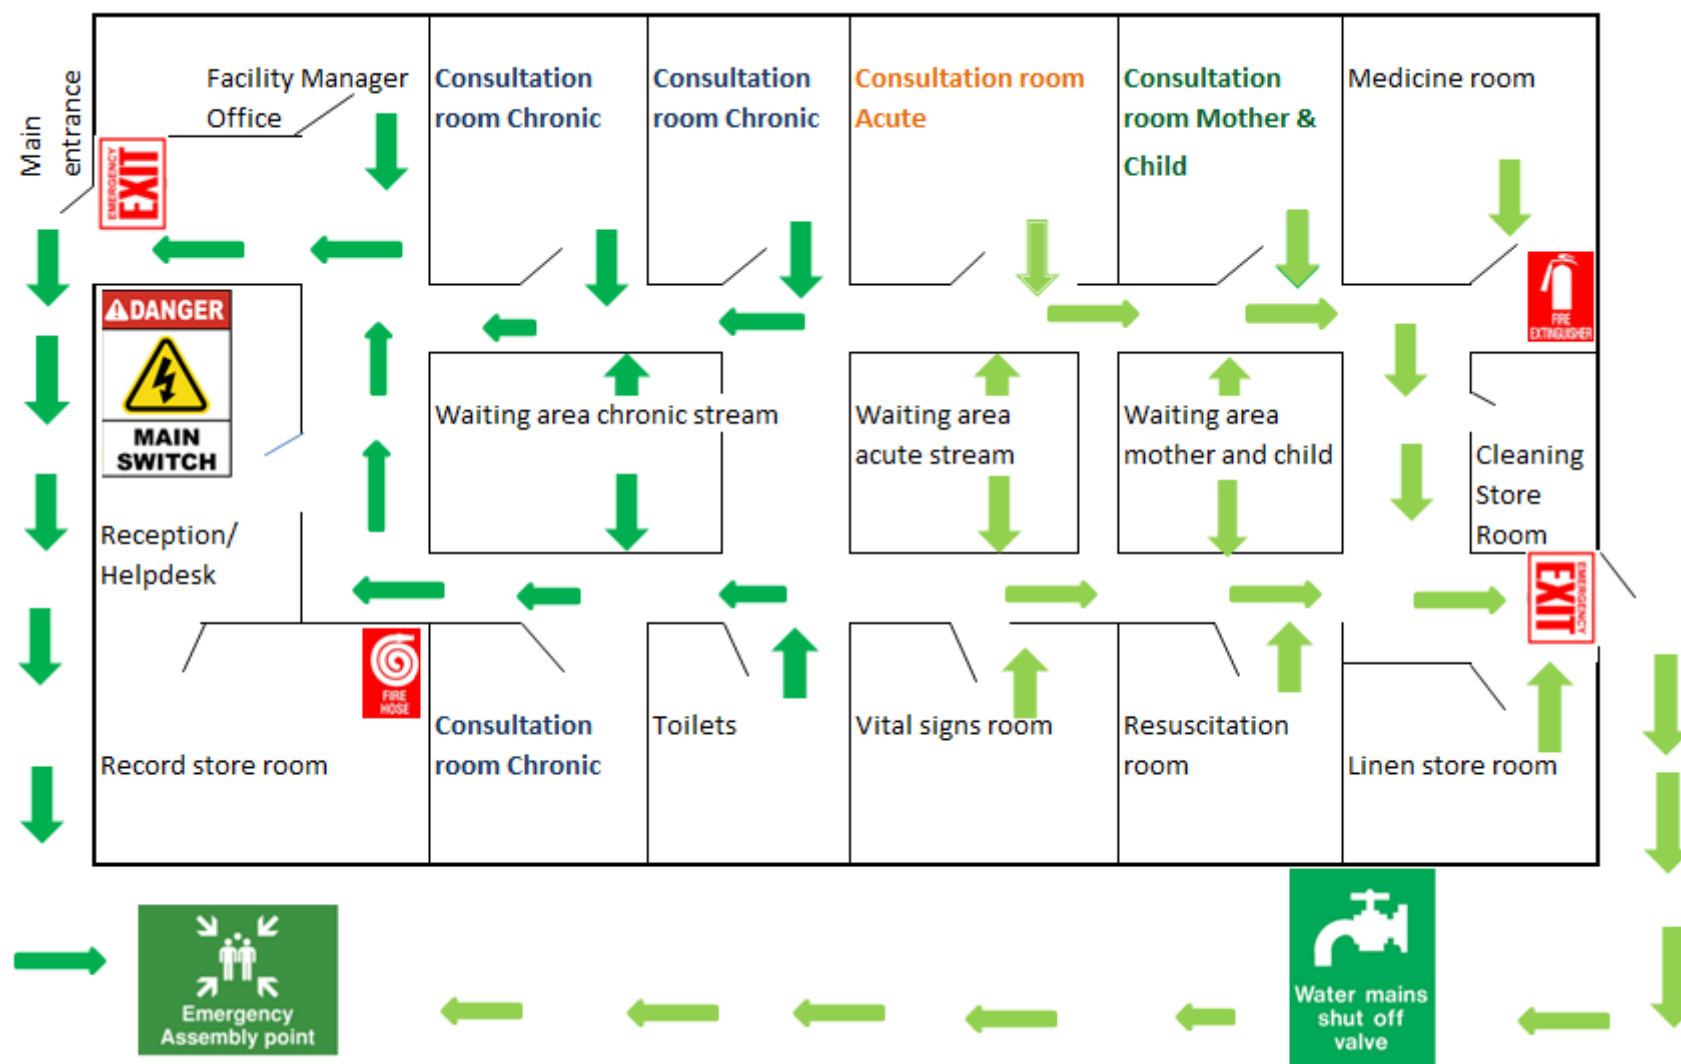 Main
entrance
Facility Manager
Office
Consultation
room Chronic
Consultation
room Chronic
Consultation room
Acute
Consultation
room Mother &
Child
Medicine room
EMERGENCY
EXIT
FIRE
EXTINGUISHER
DANGER
MAIN
SWITCH
Reception/
Helpdesk
Waiting area chronic stream
Waiting area
acute stream
Waiting area
mother and child
Cleaning
Store
Room
EMERGENCY
EXIT
FIRE
HOSE
Record store room
Consultation
room Chronic
Toilets
Vital signs room
Resuscitation
room
Linen store room
Emergency
Assembly point
Water mains
shut off
valve